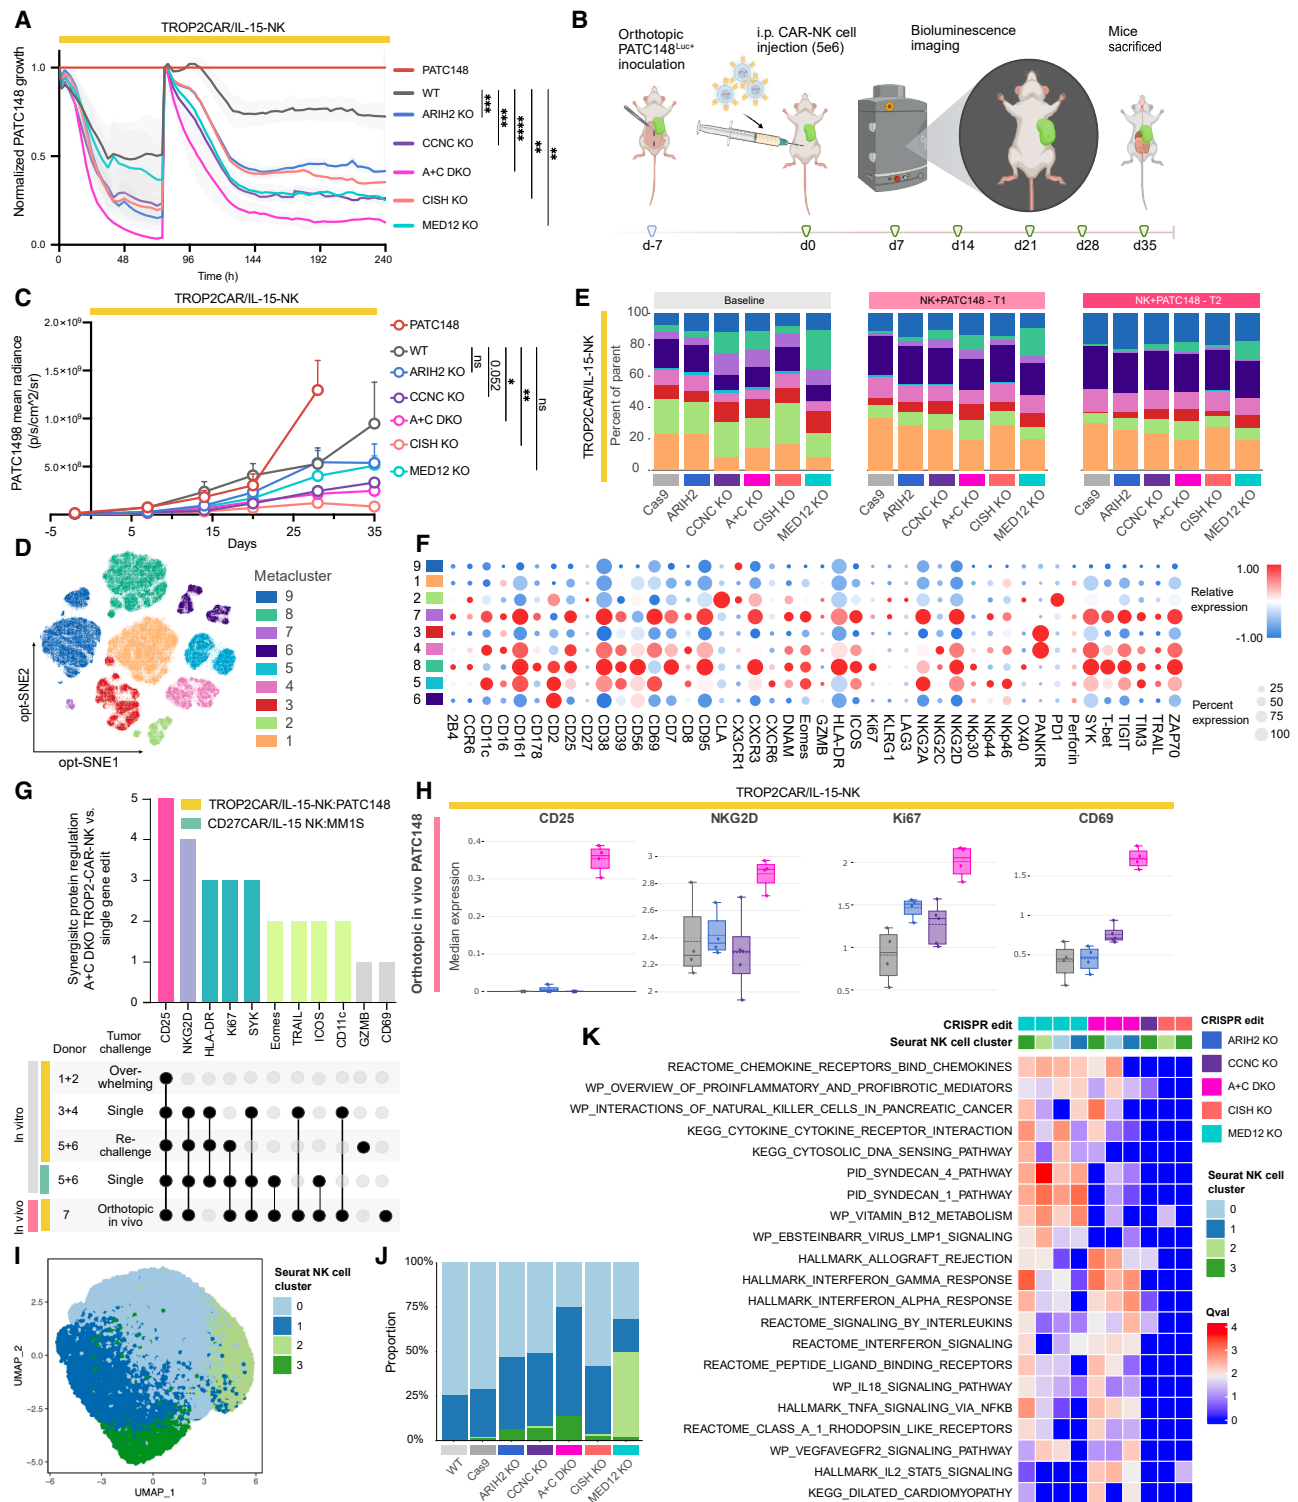 A
TROP2CAR/IL-15-NK
Normalized PATC148 growth
1.0
0.5
0.0
0
48
96
144
192
240
Time (h)
PATC148
WT
ARIH2 KO
CCNC KO
A+C DKO
CISH KO
MED12 KO
***
***
****
**
**
B
Orthotopic
PATC148Luc+
inoculation
i.p. CAR-NK cell
injection (5e6)
Bioluminescence
imaging
Mice
sacrificed
d-7
d0
d7
d14
d21
d28
d35
C
TROP2CAR/IL-15-NK
PATC1498 mean radiance
(p/s/cm^2/sr)
2.0×10⁹
1.5×10⁹
1.0×10⁹
5.0×10⁸
-5
5
15
25
35
Days
PATC148
WT
ARIH2 KO
CCNC KO
A+C DKO
CISH KO
MED12 KO
ns
0.052
*
**
ns
E
TROP2CAR/IL-15-NK
Percent of parent
Baseline
NK+PATC148 - T1
NK+PATC148 - T2
100
80
60
40
20
0
Cas9
ARIH2
CCNC KO
A+C KO
CISH KO
MED12 KO
Cas9
ARIH2
CCNC KO
A+C KO
CISH KO
MED12 KO
Cas9
ARIH2
CCNC KO
A+C KO
CISH KO
MED12 KO
D
opt-SNE2
opt-SNE1
Metacluster
9
8
7
6
5
4
3
2
1
F
9
1
2
7
3
4
8
5
6
2B4
CCR6
CD11c
CD16
CD161
CD178
CD2
CD25
CD27
CD38
CD39
CD56
CD69
CD7
CD8
CD95
CLA
CX3CR1
CXCR3
CXCR6
DNAM
Eomes
GZMB
HLA-DR
ICOS
Ki67
KLRG1
LAG3
NKG2A
NKG2C
NKG2D
NKp30
NKp44
NKp46
OX40
PANKIR
PD1
Perforin
SYK
T-bet
TIGIT
TIM3
TRAIL
ZAP70
Relative
expression
1.00
-1.00
Percent
expression
25
50
75
100
G
Synergisitc protein regulation
A+C DKO TROP2-CAR-NK vs.
single gene edit
5
4
3
2
1
0
TROP2CAR/IL-15-NK:PATC148
CD27CAR/IL-15 NK:MM1S
CD25
NKG2D
HLA-DR
Ki67
SYK
Eomes
TRAIL
ICOS
CD11c
GZMB
CD69
Donor
Tumor
challenge
In vitro
In vivo
1+2
Over-
whelming
3+4
Single
5+6
Re-
challenge
5+6
Single
7
Orthotopic
in vivo
H
TROP2CAR/IL-15-NK
Orthotopic in vivo PATC148
Median expression
CD25
0.4
0.3
0.2
0.1
0
NKG2D
3
2.8
2.6
2.4
2.2
2
Ki67
2
1.5
1
0.5
CD69
1.5
1
0.5
I
UMAP_2
2.5
0.0
-2.5
-5.0
-6
-3
0
3
6
UMAP_1
Seurat NK cell
cluster
0
1
2
3
J
Proportion
100%
75%
50%
25%
0%
WT
Cas9
ARIH2 KO
CCNC KO
A+C DKO
CISH KO
MED12 KO
K
CRISPR edit
Seurat NK cell cluster
REACTOME_CHEMOKINE_RECEPTORS_BIND_CHEMOKINES
WP_OVERVIEW_OF_PROINFLAMMATORY_AND_PROFIBROTIC_MEDIATORS
WP_INTERACTIONS_OF_NATURAL_KILLER_CELLS_IN_PANCREATIC_CANCER
KEGG_CYTOKINE_CYTOKINE_RECEPTOR_INTERACTION
KEGG_CYTOSOLIC_DNA_SENSING_PATHWAY
PID_SYNDECAN_4_PATHWAY
PID_SYNDECAN_1_PATHWAY
WP_VITAMIN_B12_METABOLISM
WP_EBSTEINBARR_VIRUS_LMP1_SIGNALING
HALLMARK_ALLOGRAFT_REJECTION
HALLMARK_INTERFERON_GAMMA_RESPONSE
HALLMARK_INTERFERON_ALPHA_RESPONSE
REACTOME_SIGNALING_BY_INTERLEUKINS
REACTOME_INTERFERON_SIGNALING
REACTOME_PEPTIDE_LIGAND_BINDING_RECEPTORS
WP_IL18_SIGNALING_PATHWAY
HALLMARK_TNFA_SIGNALING_VIA_NFKB
REACTOME_CLASS_A_1_RHODOPSIN_LIKE_RECEPTORS
WP_VEGFAVEGFR2_SIGNALING_PATHWAY
HALLMARK_IL2_STAT5_SIGNALING
KEGG_DILATED_CARDIOMYOPATHY
CRISPR edit
ARIH2 KO
CCNC KO
A+C DKO
CISH KO
MED12 KO
Seurat NK cell
cluster
0
1
2
3
Qval
4
3
2
1
0